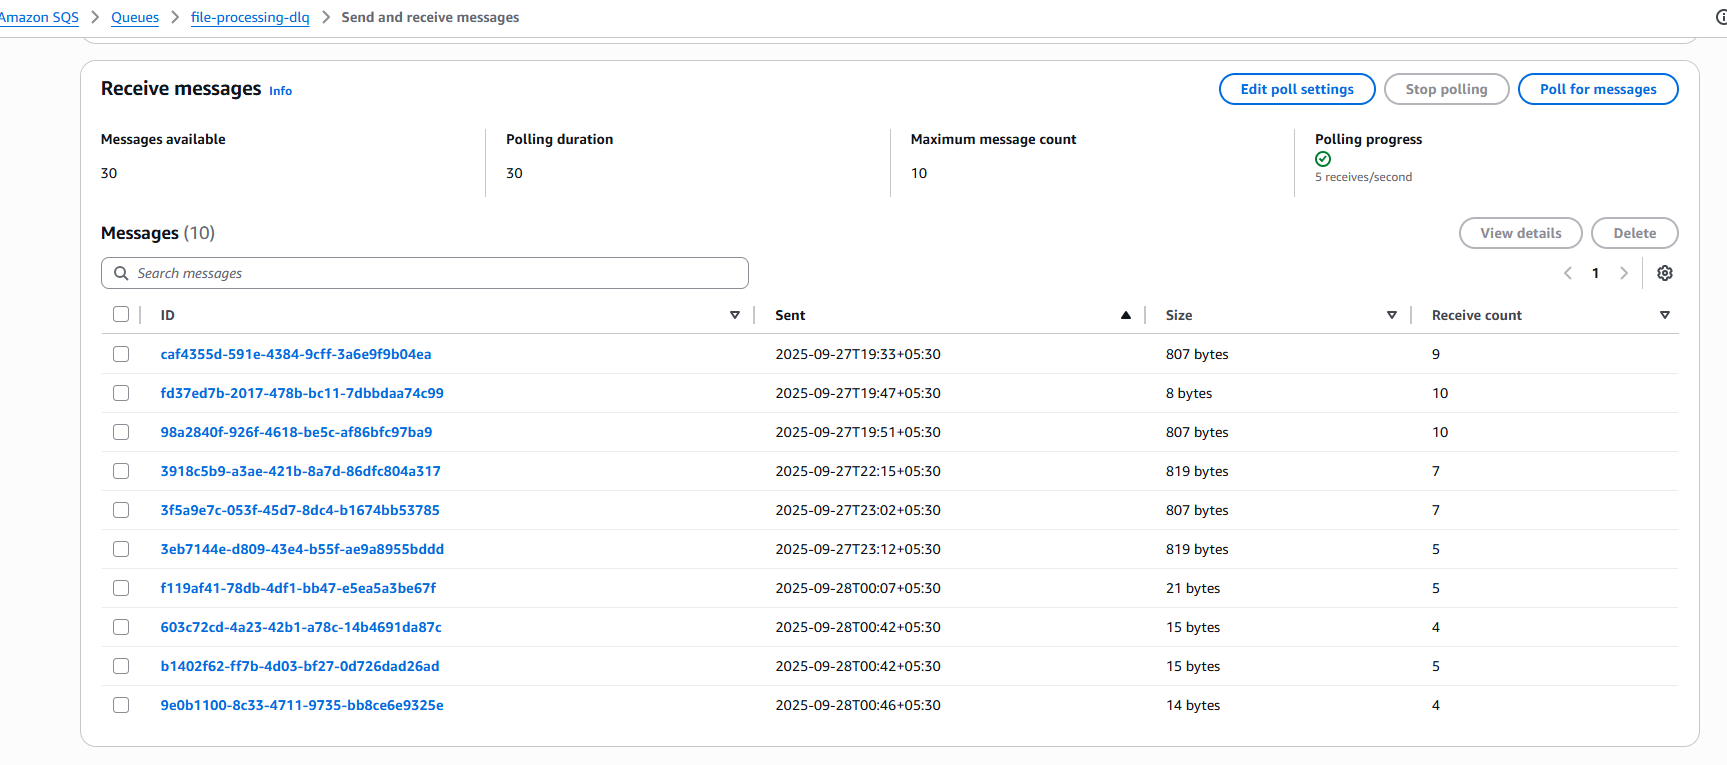 Amazon SQS > Queues > file-processing-dlq > Send and receive messages
Receive messages Info
Edit poll settings Stop polling Poll for messages
Messages available Polling duration Maximum message count Polling progress
30 30 10
5 receives/second
Messages (10)
View details Delete
Search messages
1
ID Sent Size Receive count
caf4355d-591e-4384-9cff-3a6e9f9b04ea 2025-09-27T19:33+05:30 807 bytes 9
fd37ed7b-2017-478b-bc11-7dbbdaa74c99 2025-09-27T19:47+05:30 8 bytes 10
98a2840f-926f-4618-be5c-af86bfc97ba9 2025-09-27T19:51+05:30 807 bytes 10
3918c5b9-a3ae-421b-8a7d-86dfc804a317 2025-09-27T22:15+05:30 819 bytes 7
3f5a9e7c-053f-45d7-8dc4-b1674bb53785 2025-09-27T23:02+05:30 807 bytes 7
3eb7144e-d809-43e4-b55f-ae9a8955bddd 2025-09-27T23:12+05:30 819 bytes 5
f119af41-78db-4df1-bb47-e5ea5a3be67f 2025-09-28T00:07+05:30 21 bytes 5
603c72cd-4a23-42b1-a78c-14b4691da87c 2025-09-28T00:42+05:30 15 bytes 4
b1402f62-ff7b-4d03-bf27-0d726dad26ad 2025-09-28T00:42+05:30 15 bytes 5
9e0b1100-8c33-4711-9735-bb8ce6e9325e 2025-09-28T00:46+05:30 14 bytes 4